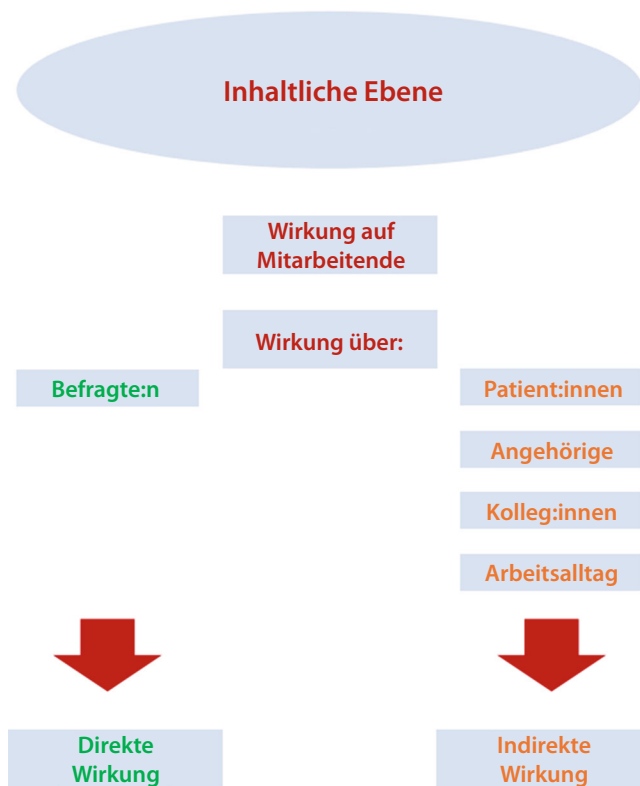 Inhaltliche Ebene
Wirkung auf
Mitarbeitende
Wirkung über:
Befragte:n
Patient:innen
Angehörige
Kolleg:innen
Arbeitsalltag
Direkte
Wirkung
Indirekte
Wirkung